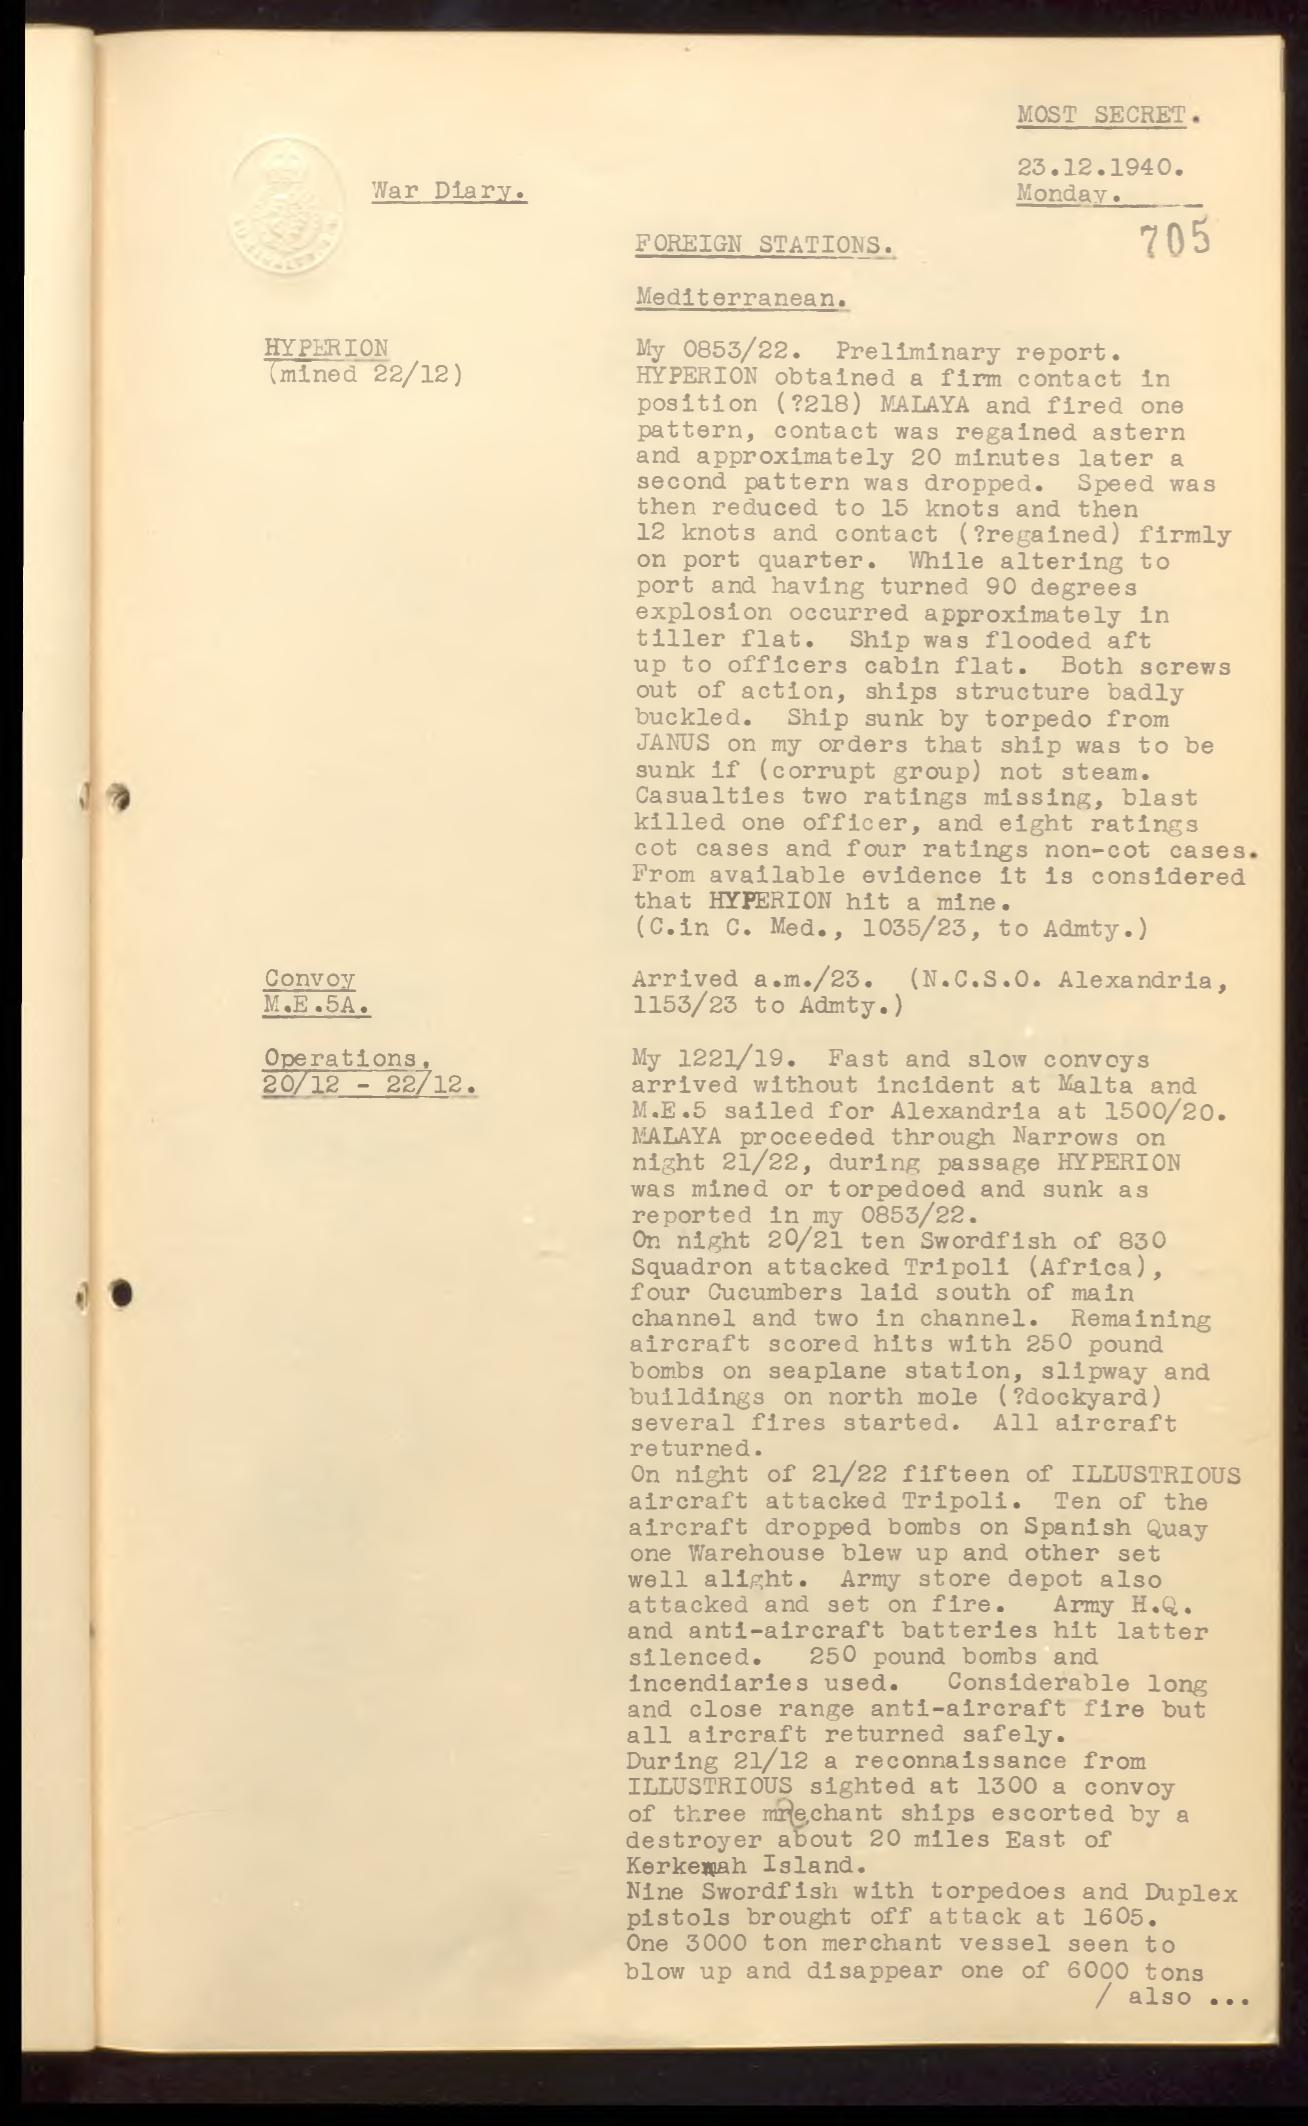 MOST SECRET.
23.12.1940.
Monday.
War Diary.
705
FOREIGN STATIONS.
Mediterranean.
HYPERION
(mined 22/12)
My 0853/22. Preliminary report.
HYPERION obtained a firm contact in
position (?218) MALAYA and fired one
pattern, contact was regained astern
and approximately 20 minutes later a
second pattern was dropped. Speed was
then reduced to 15 knots and then
12 knots and contact (?regained) firmly
on port quarter. While altering to
port and having turned 90 degrees
explosion occurred approximately in
tiller flat. Ship was flooded aft
up to officers cabin flat. Both screws
out of action, ships structure badly
buckled. Ship sunk by torpedo from
JANUS on my orders that ship was to be
sunk if (corrupt group) not steam.
Casualties two ratings missing, blast
killed one officer, and eight ratings
cot cases and four ratings non-cot cases.
From available evidence it is considered
that HYPERION hit a mine.
(C.in C. Med., 1035/23, to Admty.)
Convoy
M.E.5A.
Arrived a.m./23. (N.C.S.O. Alexandria,
1153/23 to Admty.)
Operations,
20/12 - 22/12.
My 1221/19. Fast and slow convoys
arrived without incident at Malta and
M.E.5 sailed for Alexandria at 1500/20.
MALAYA proceeded through Narrows on
night 21/22, during passage HYPERION
was mined or torpedoed and sunk as
reported in my 0853/22.
On night 20/21 ten Swordfish of 830
Squadron attacked Tripoli (Africa),
four Cucumbers laid south of main
channel and two in channel. Remaining
aircraft scored hits with 250 pound
bombs on seaplane station, slipway and
buildings on north mole (?dockyard)
several fires started. All aircraft
returned.
On night of 21/22 fifteen of ILLUSTRIOUS
aircraft attacked Tripoli. Ten of the
aircraft dropped bombs on Spanish Quay
one Warehouse blew up and other set
well alight. Army store depot also
attacked and set on fire. Army H.Q.
and anti-aircraft batteries hit latter
silenced. 250 pound bombs and
incendiaries used. Considerable long
and close range anti-aircraft fire but
all aircraft returned safely.
During 21/12 a reconnaissance from
ILLUSTRIOUS sighted at 1300 a convoy
of three mrechant ships escorted by a
destroyer about 20 miles East of
Kerkennah Island.
Nine Swordfish with torpedoes and Duplex
pistols brought off attack at 1605.
One 3000 ton merchant vessel seen to
blow up and disappear one of 6000 tons
/ also ...